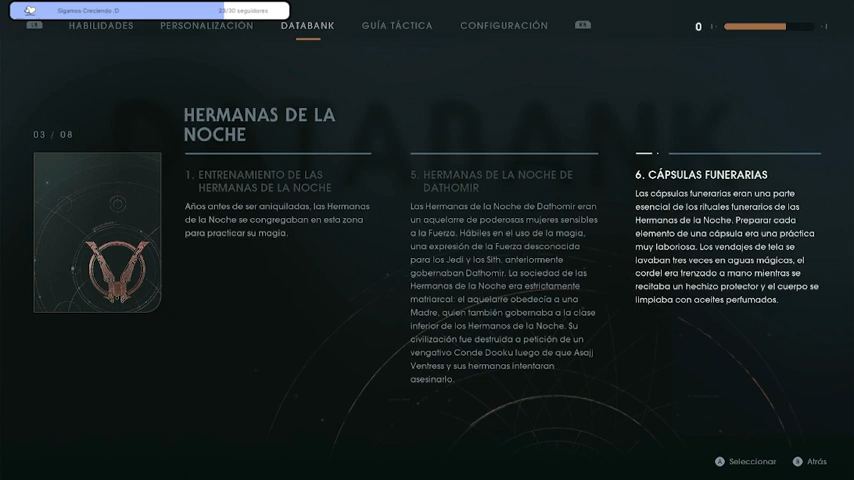 Sigamos Creciendo :D
23/30 seguidores
HABILIDADES
PERSONALIZACIÓN
DATABANK
GUÍA TÁCTICA
CONFIGURACIÓN
0
DATABANK
03 / 08
HERMANAS DE LA
NOCHE
1. ENTRENAMIENTO DE LAS
HERMANAS DE LA NOCHE
Años antes de ser aniquiladas, las Hermanas
de la Noche se congregaban en esta zona
para practicar su magia.
5. HERMANAS DE LA NOCHE DE
DATHOMIR
Las Hermanas de la Noche de Dathomir eran
un aquelarre de poderosas mujeres sensibles
a la Fuerza. Hábiles en el uso de la magia,
una expresión de la Fuerza desconocida
para los Jedi y los Sith, anteriormente
gobernaban Dathomir. La sociedad de las
Hermanas de la Noche era estrictamente
matriarcal: el aquelarre obedecía a una
Madre, quien también gobernaba a la clase
inferior de los Hermanos de la Noche. Su
civilización fue destruida a petición de un
vengativo Conde Dooku luego de que Asajj
Ventress y sus hermanas intentaran
asesinarlo.
6. CÁPSULAS FUNERARIAS
Las cápsulas funerarias eran una parte
esencial de los rituales funerarios de las
Hermanas de la Noche. Preparar cada
elemento de una cápsula era una práctica
muy laboriosa. Los vendajes de tela se
lavaban tres veces en aguas mágicas, el
cordel era trenzado a mano mientras se
recitaba un hechizo protector y el cuerpo se
limpiaba con aceites perfumados.
A Seleccionar
B Atrás